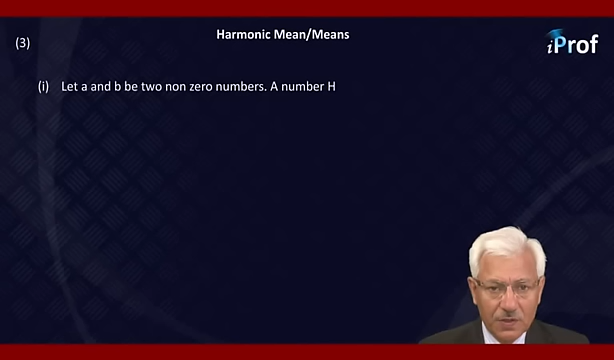 Harmonic Mean/Means
(3)
iProf
(i) Let a and b be two non zero numbers. A number H